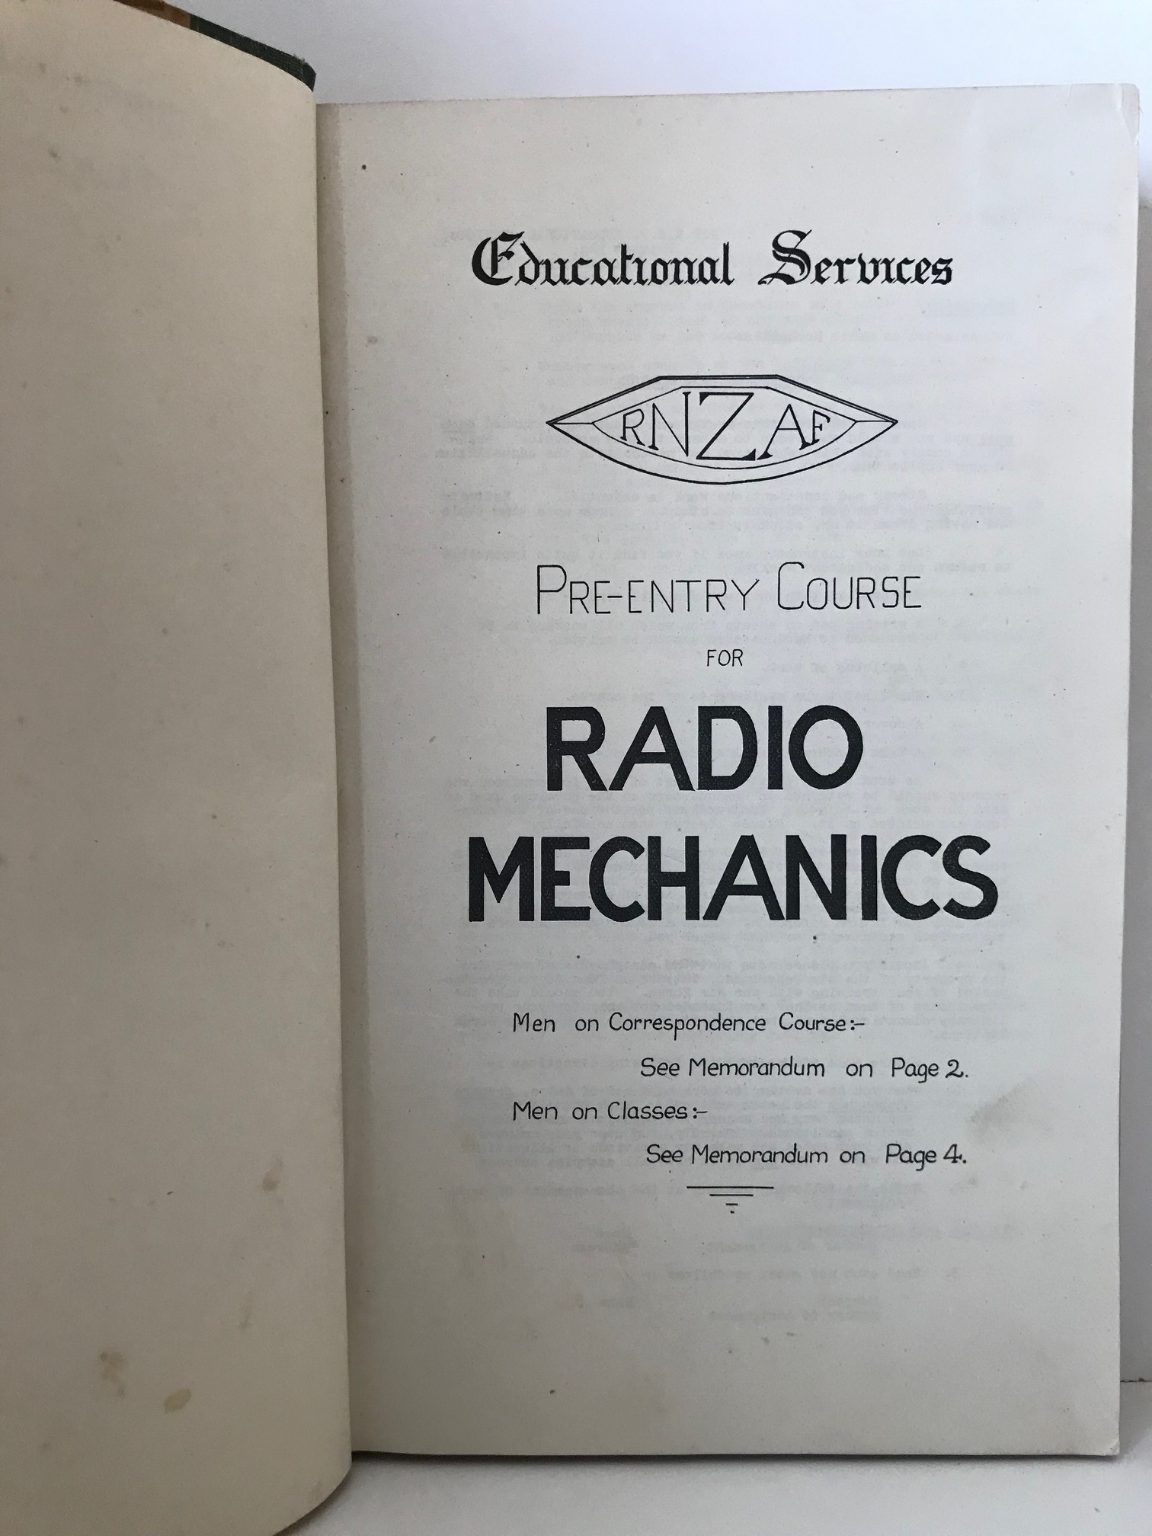 Educational Services
RNZAF
PRE-ENTRY COURSE
FOR
RADIO
MECHANICS
Men on Correspondence Course:-
See Memorandum on Page 2.
Men on Classes:-
See Memorandum on Page 4.